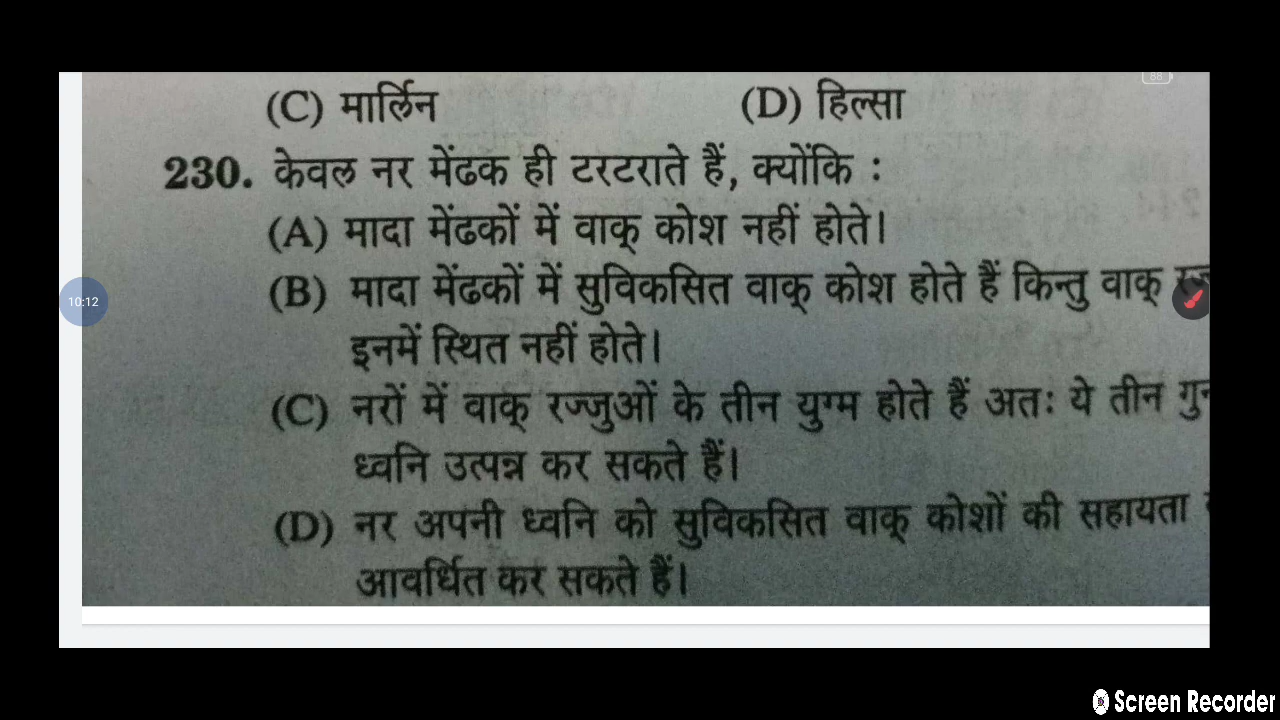 88
(C) मार्लिन (D) हिल्सा
230. केवल नर मेंढक ही टरटराते हैं, क्योंकि :
(A) मादा मेंढकों में वाक् कोश नहीं होते।
(B) मादा मेंढकों में सुविकसित वाक् कोश होते हैं किन्तु वाक्
10:12
इनमें स्थित नहीं होते।
(C) नरों में वाक् रज्जुओं के तीन युग्म होते हैं अतः ये तीन
ध्वनि उत्पन्न कर सकते हैं।
(D) नर अपनी ध्वनि को सुविकसित वाक् कोशों की सहायता
आवर्धित कर सकते हैं।
Screen Recorder